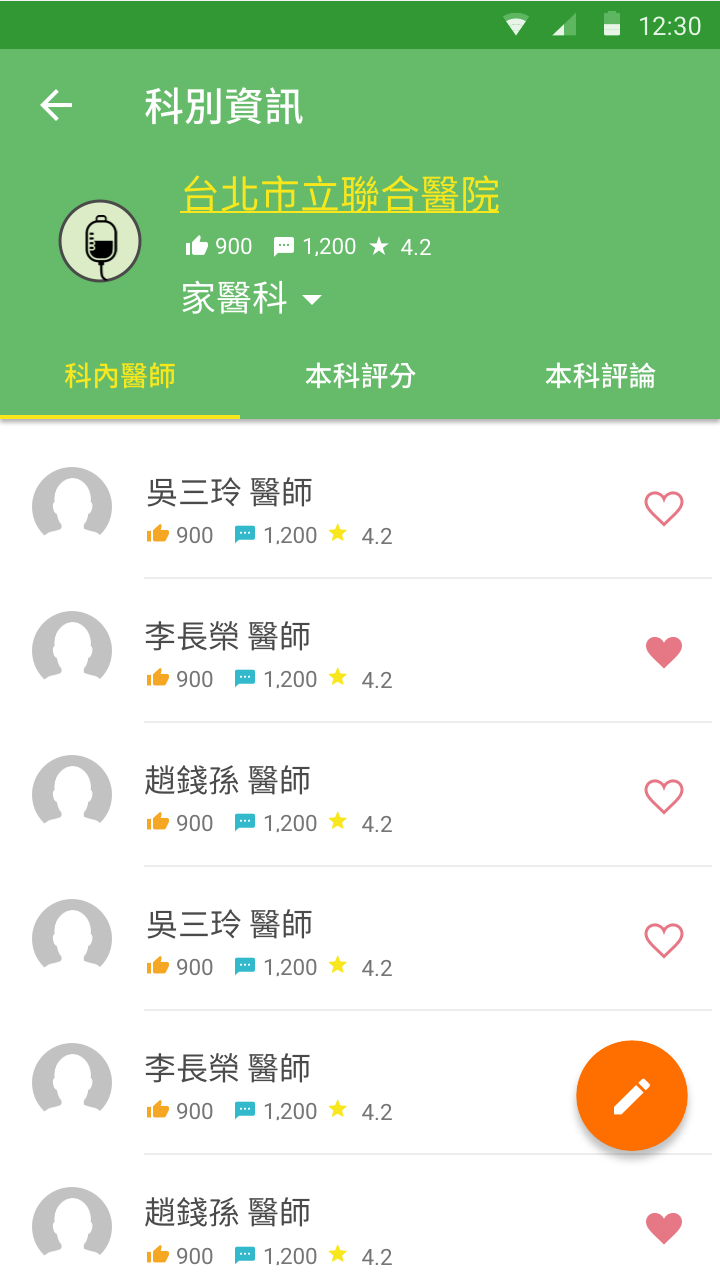 12:30
科別資訊
台北市立聯合醫院
900 1,200 4.2
家醫科
科內醫師 本科評分 本科評論
吳三玲 醫師
900 1,200 4.2
李長榮 醫師
900 1,200 4.2
趙錢孫 醫師
900 1,200 4.2
吳三玲 醫師
900 1,200 4.2
李長榮 醫師
900 1,200 4.2
趙錢孫 醫師
900 1,200 4.2